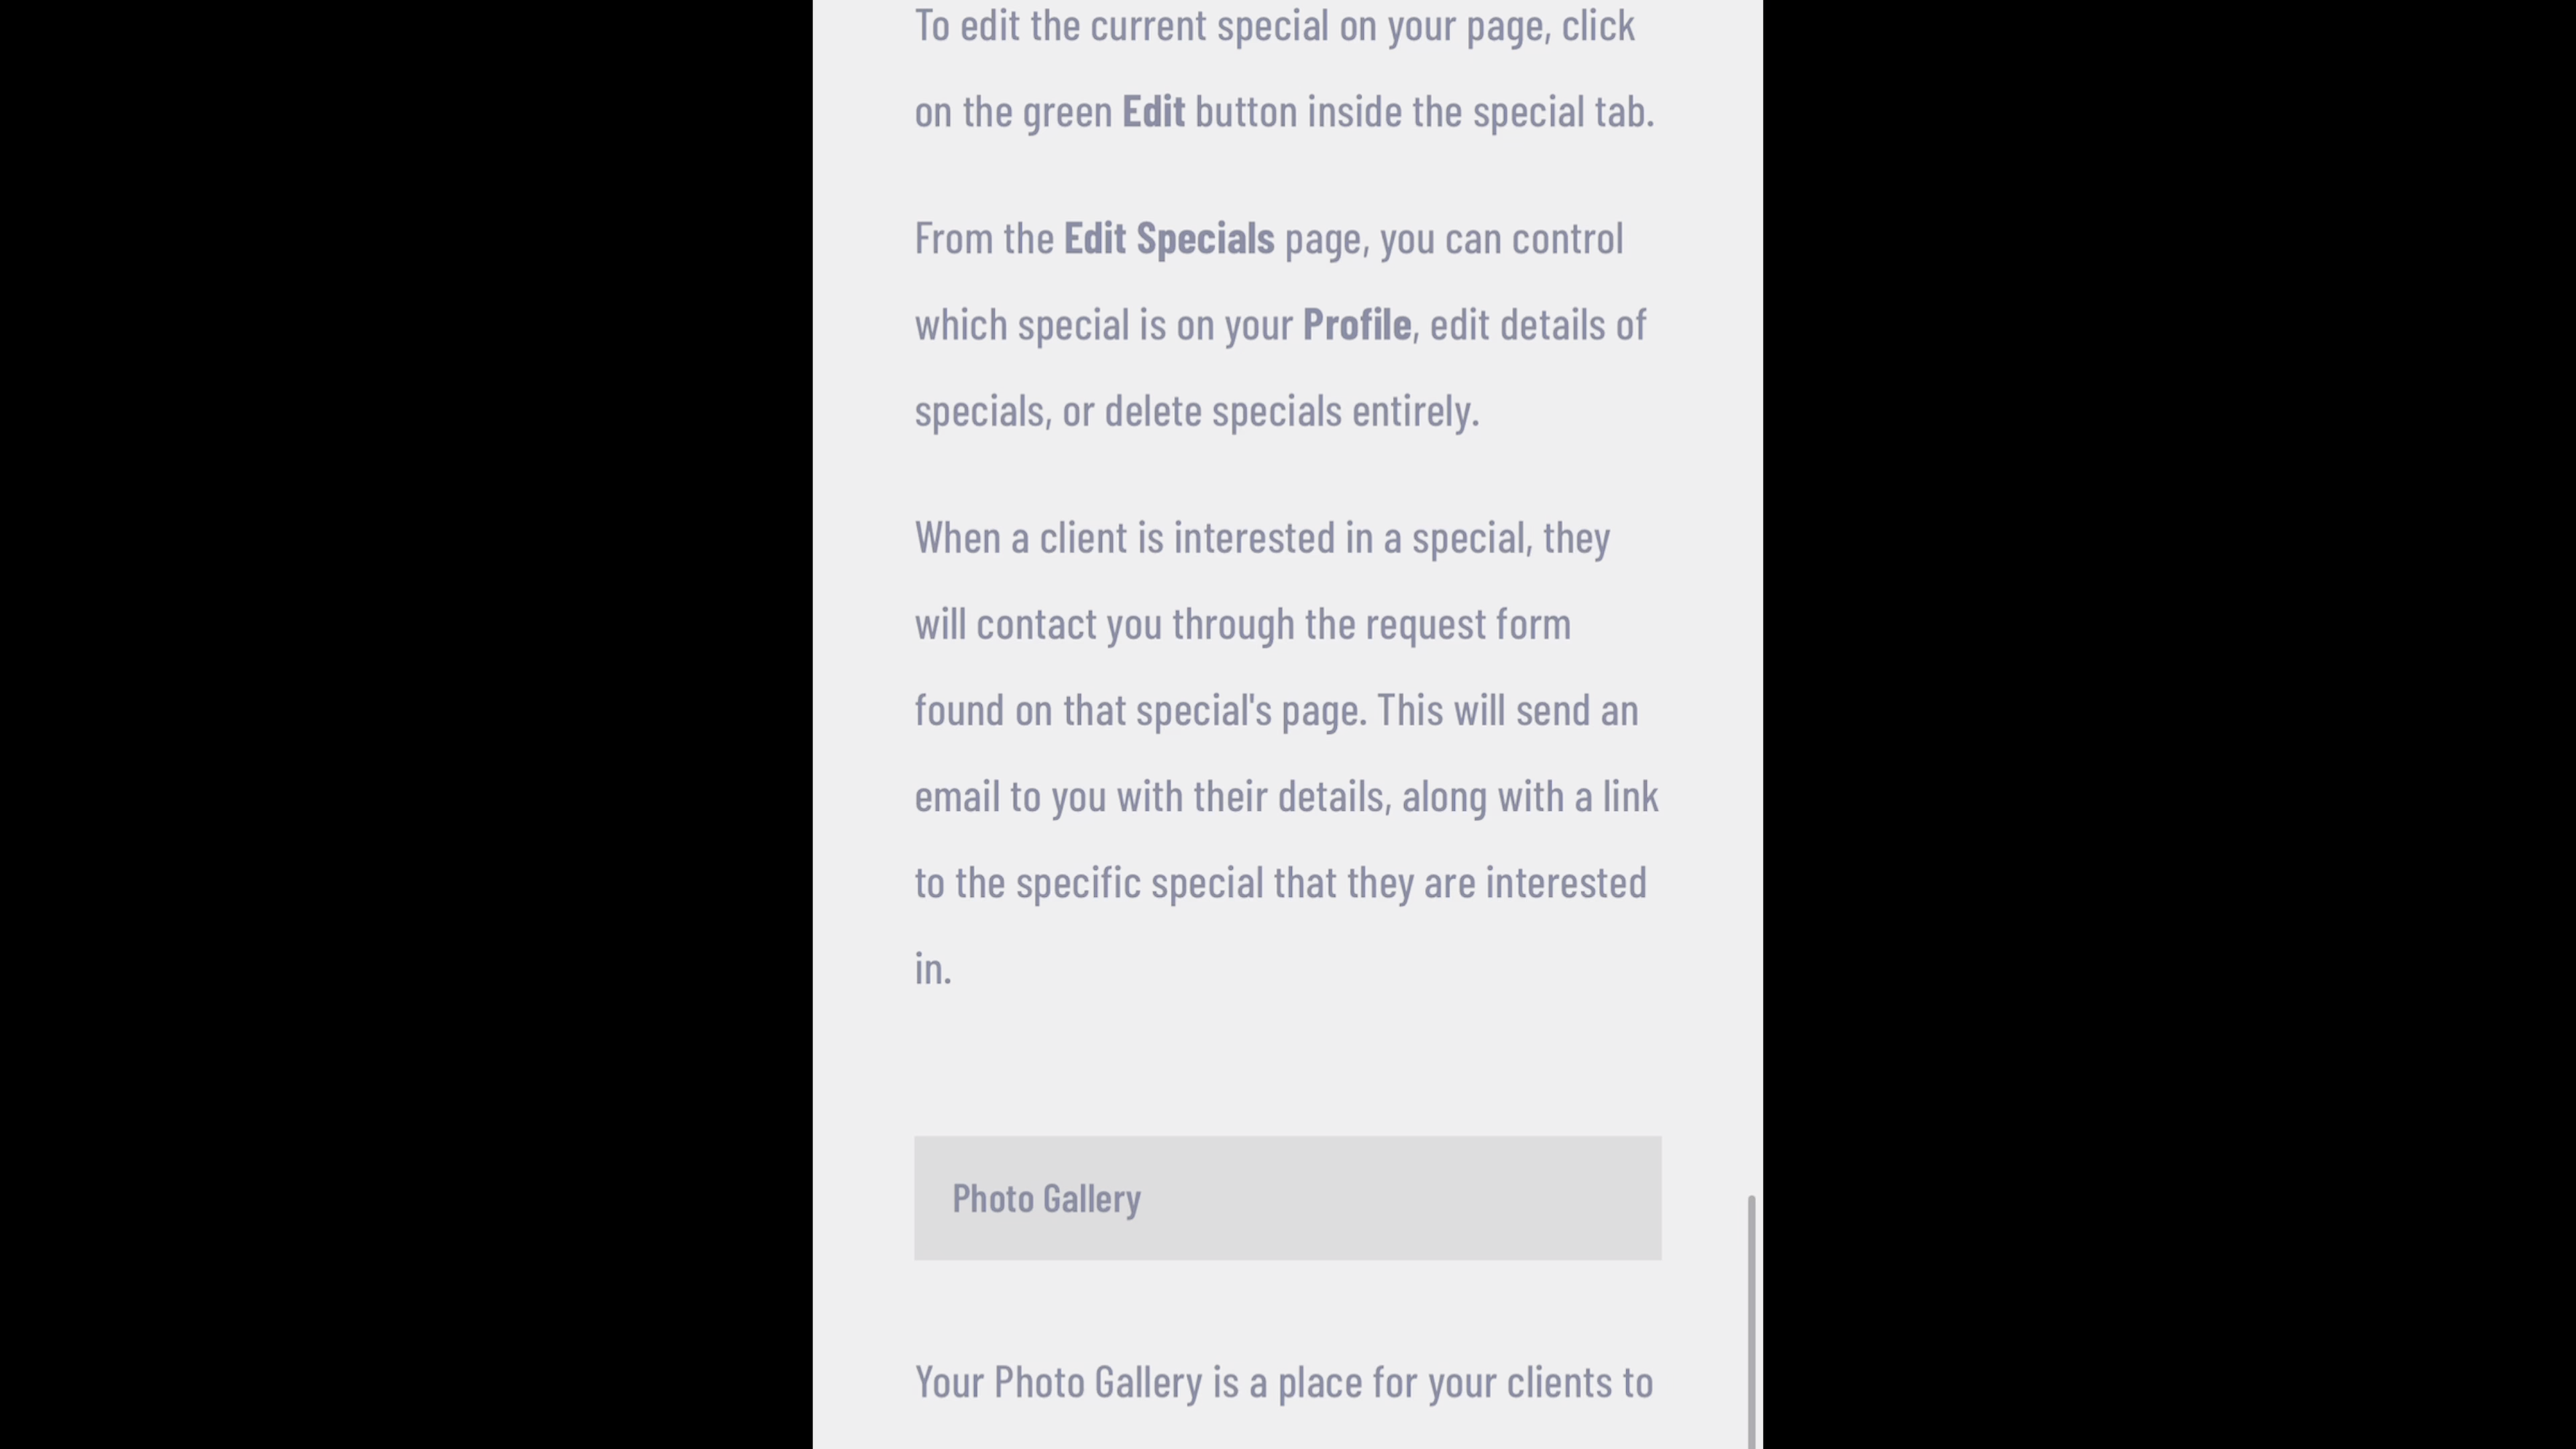 To edit the current special on your page, click
on the green Edit button inside the special tab.
From the Edit Specials page, you can control
which special is on your Profile, edit details of
specials, or delete specials entirely.
When a client is interested in a special, they
will contact you through the request form
found on that special's page. This will send an
email to you with their details, along with a link
to the specific special that they are interested
in.
Photo Gallery
Your Photo Gallery is a place for your clients to